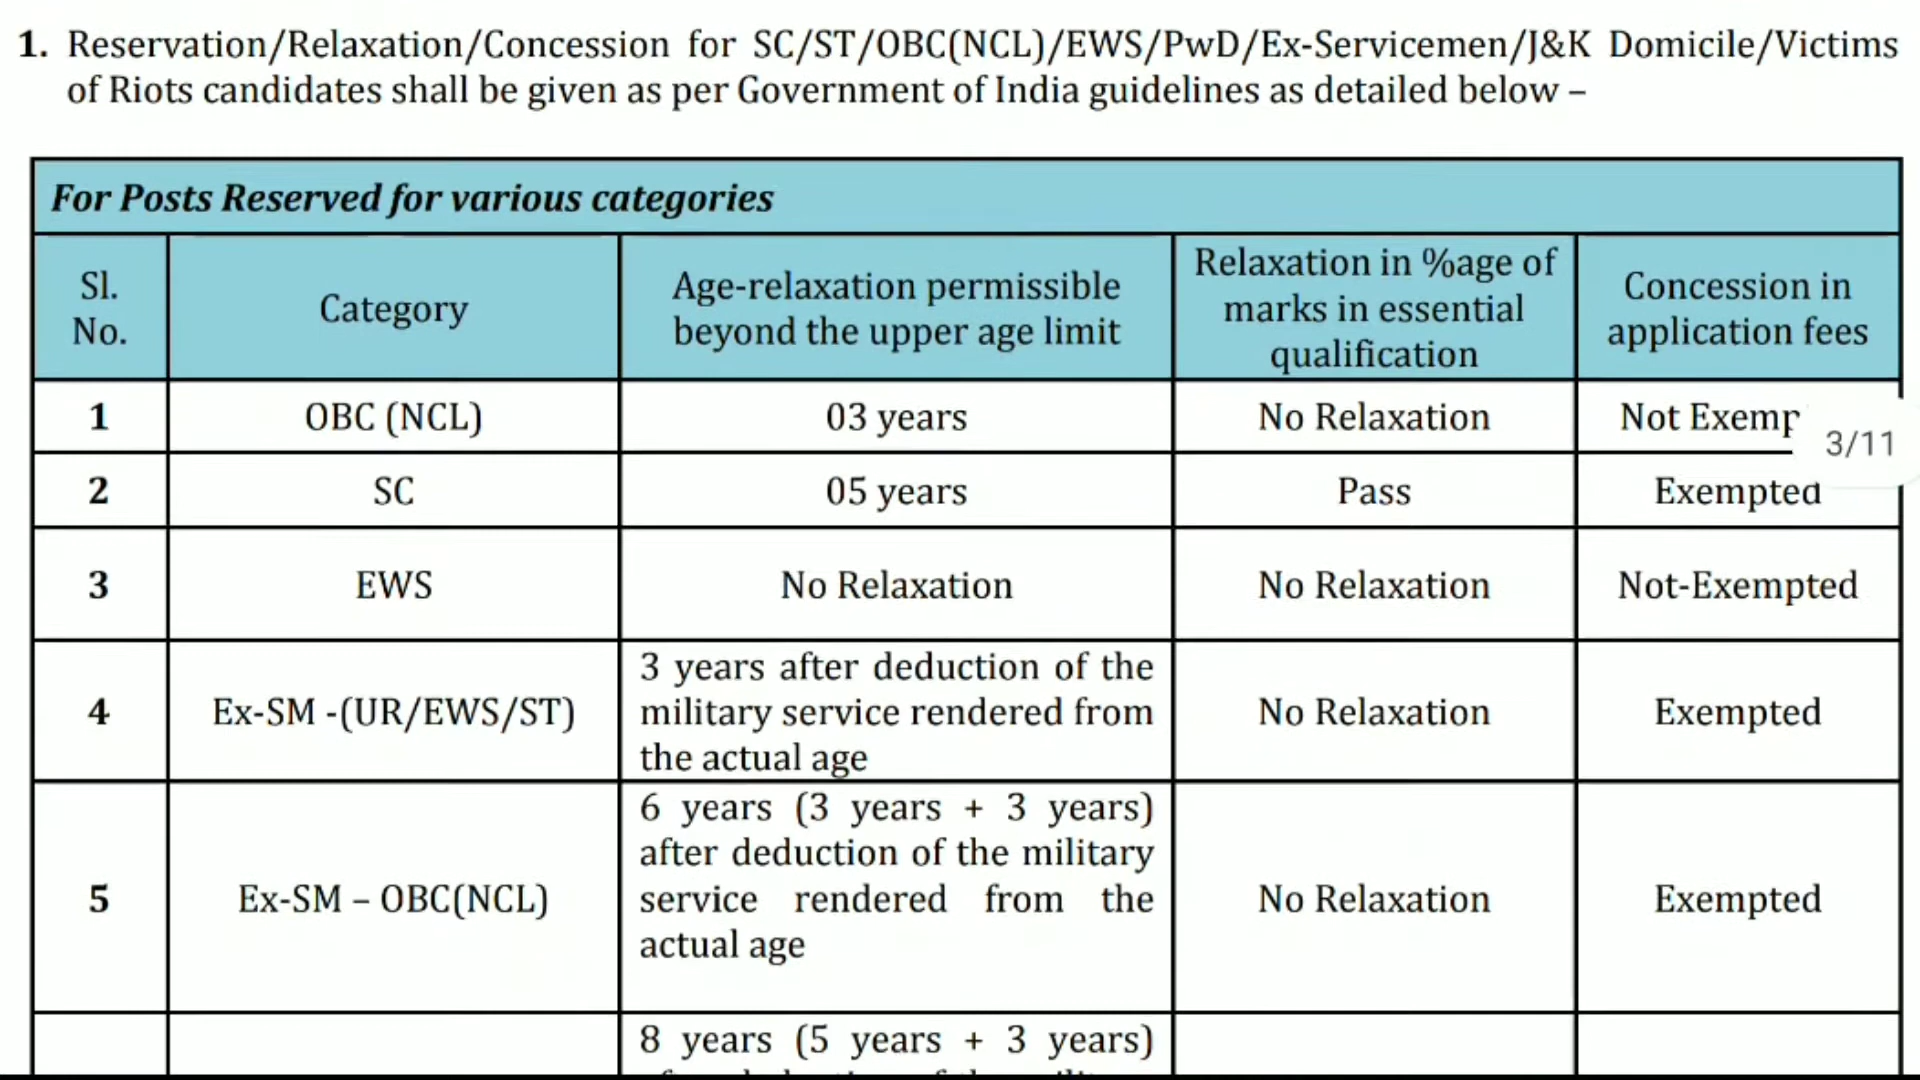 1. Reservation/Relaxation/Concession for SC/ST/OBC(NCL)/EWS/PwD/Ex-Servicemen/J&K Domicile/Victims
of Riots candidates shall be given as per Government of India guidelines as detailed below –
For Posts Reserved for various categories
Sl.
No.
Category
Age-relaxation permissible
beyond the upper age limit
Relaxation in %age of
marks in essential
qualification
Concession in
application fees
1
OBC (NCL)
03 years
No Relaxation
Not
3/11
2
SC
05 years
Pass
Exempted
3
EWS
No Relaxation
No Relaxation
Not-Exempted
4
Ex-SM -(UR/EWS/ST)
3 years after deduction of the
military service rendered from
the actual age
No Relaxation
Exempted
5
Ex-SM – OBC(NCL)
6 years (3 years + 3 years)
after deduction of the military
service rendered from the
actual age
No Relaxation
Exempted
8 years (5 years + 3 years)